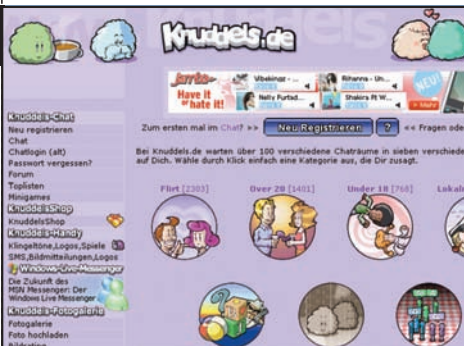 Knuddels.de
Jamba
Have it
or hate it!
Vibekingz - ...
Rihanna - Un...
Nelly Furtad...
Shakira Ft W...
NEU!
> Mehr
Zum ersten mal im Chat? >> Neu Registrieren ? << Fragen ode
Bei Knuddels.de warten über 100 verschiedene Chaträume in sieben verschiede
auf Dich. Wähle durch Klick einfach eine Kategorie aus, die Dir zusagt.
Knuddels-Chat
Neu registrieren
Chat
Chatlogin (alt)
Passwort vergessen?
Forum
Toplisten
Minigames
KnuddelsShop
KnuddelsShop
Knuddels-Handy
Klingeltöne,Logos,Spiele
SMS,Bildmitteilungen,Logos
Windows-Live-Messenger
Die Zukunft des
MSN Messenger: Der
Windows Live Messenger
Knuddels-Fotogalerie
Fotogalerie
Foto hochladen
Flirt [2303]
Over 20 [1401]
Under 18 [768]
Lokal